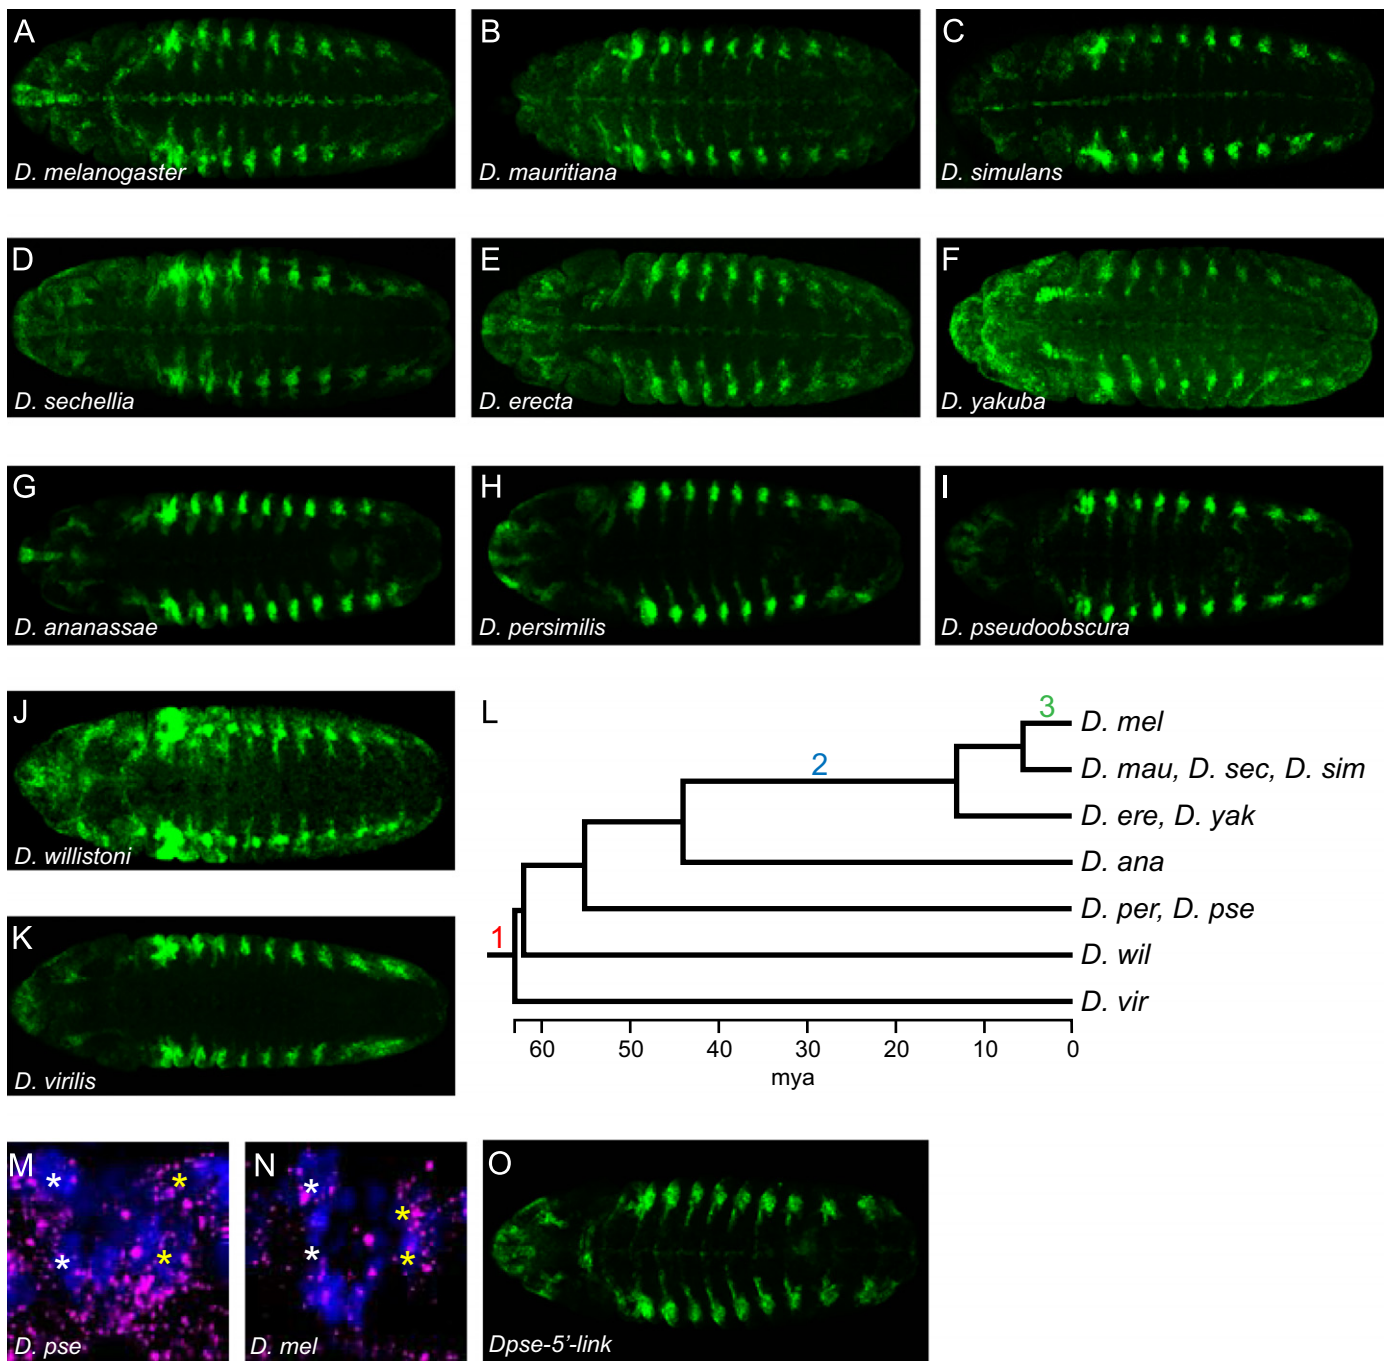 A
D. melanogaster
B
D. mauritiana
C
D. simulans
D
D. sechellia
E
D. erecta
F
D. yakuba
G
D. ananassae
H
D. persimilis
I
D. pseudoobscura
J
D. willistoni
K
D. virilis
L
3
D. mel
2
D. mau, D. sec, D. sim
D. ere, D. yak
D. ana
D. per, D. pse
1
D. wil
D. vir
60 50 40 30 20 10 0
mya
M
* *
* *
D. pse
N
* *
* *
D. mel
O
Dpse-5'-link